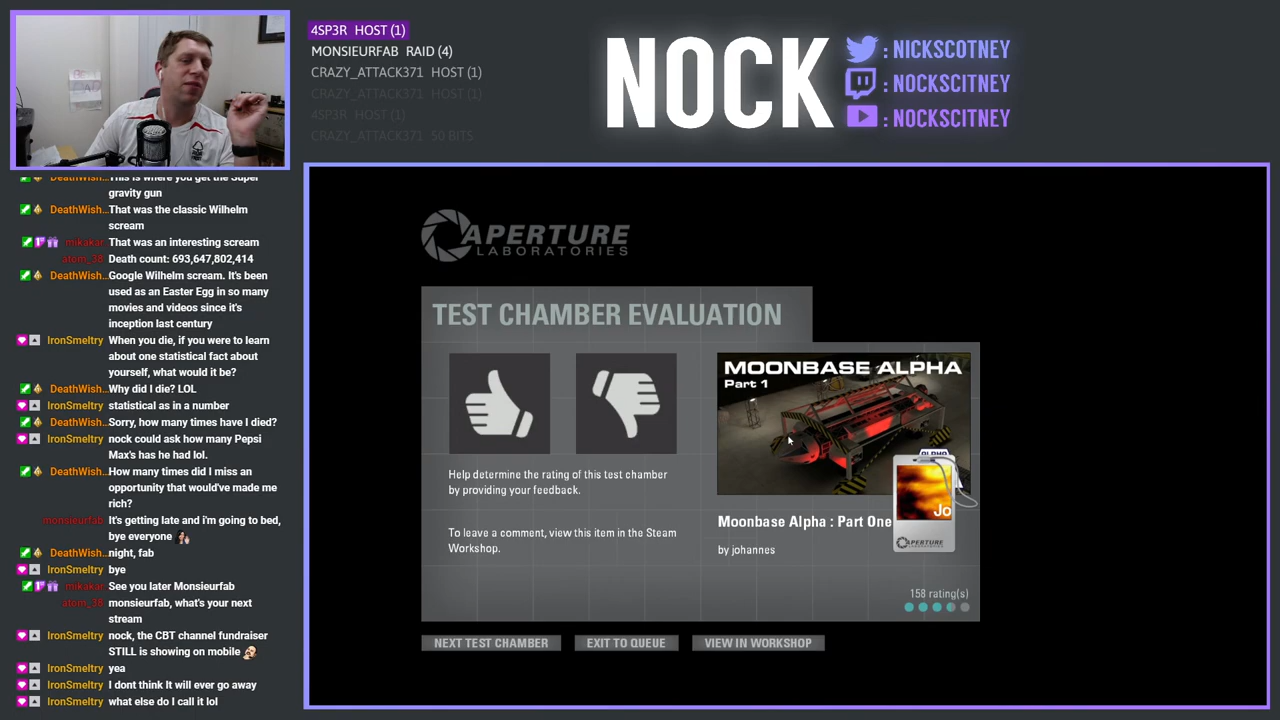 4SP3R HOST (1)
MONSIEURFAB RAID (4)
CRAZY_ATTACK371 HOST (1)
CRAZY_ATTACK371 HOST (1)
4SP3R HOST (1)
CRAZY_ATTACK371 50 BITS
NOCK
: NICKSCOTNEY
: NOCKSCITNEY
: NOCKSCITNEY
DeathWish... This is where you get the Super
gravity gun
DeathWish... That was the classic Wilhelm
scream
mikakar That was an interesting scream
atom_38 Death count: 693,647,802,414
DeathWish... Google Wilhelm scream. It's been
used as an Easter Egg in so many
movies and videos since it's
inception last century
IronSmeltry When you die, if you were to learn
about one statistical fact about
yourself, what would it be?
DeathWish... Why did I die? LOL
IronSmeltry statistical as in a number
DeathWish... Sorry, how many times have I died?
IronSmeltry nock could ask how many Pepsi
Max's has he had lol.
DeathWish... How many times did I miss an
opportunity that would've made me
rich?
monsieurfab It's getting late and i'm going to bed,
bye everyone
DeathWish... night, fab
IronSmeltry bye
mikakar See you later Monsieurfab
atom_38 monsieurfab, what's your next
stream
IronSmeltry nock, the CBT channel fundraiser
STILL is showing on mobile
IronSmeltry yea
IronSmeltry I dont think It will ever go away
IronSmeltry what else do I call it lol
APERTURE
LABORATORIES
TEST CHAMBER EVALUATION
MOONBASE ALPHA
Part 1
Help determine the rating of this test chamber
by providing your feedback.
To leave a comment, view this item in the Steam
Workshop.
ALPHA
Jo
APERTURE
Moonbase Alpha : Part One
by johannes
158 rating(s)
NEXT TEST CHAMBER
EXIT TO QUEUE
VIEW IN WORKSHOP